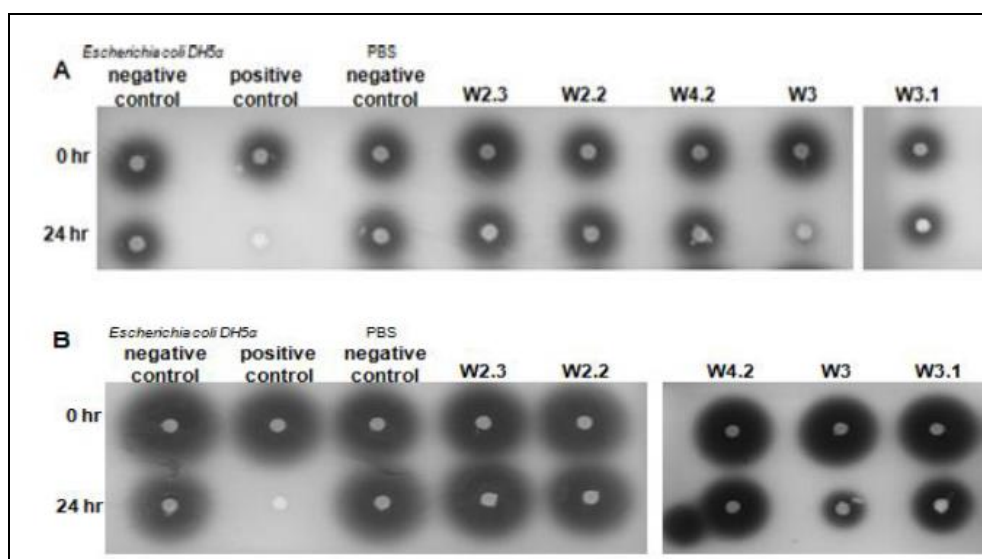 A
Escherichia coli DH5α PBS
negative positive negative
control control control W2.3 W2.2 W4.2 W3 W3.1
0 hr
24 hr
B
Escherichia coli DH5α PBS
negative positive negative
control control control W2.3 W2.2 W4.2 W3 W3.1
0 hr
24 hr